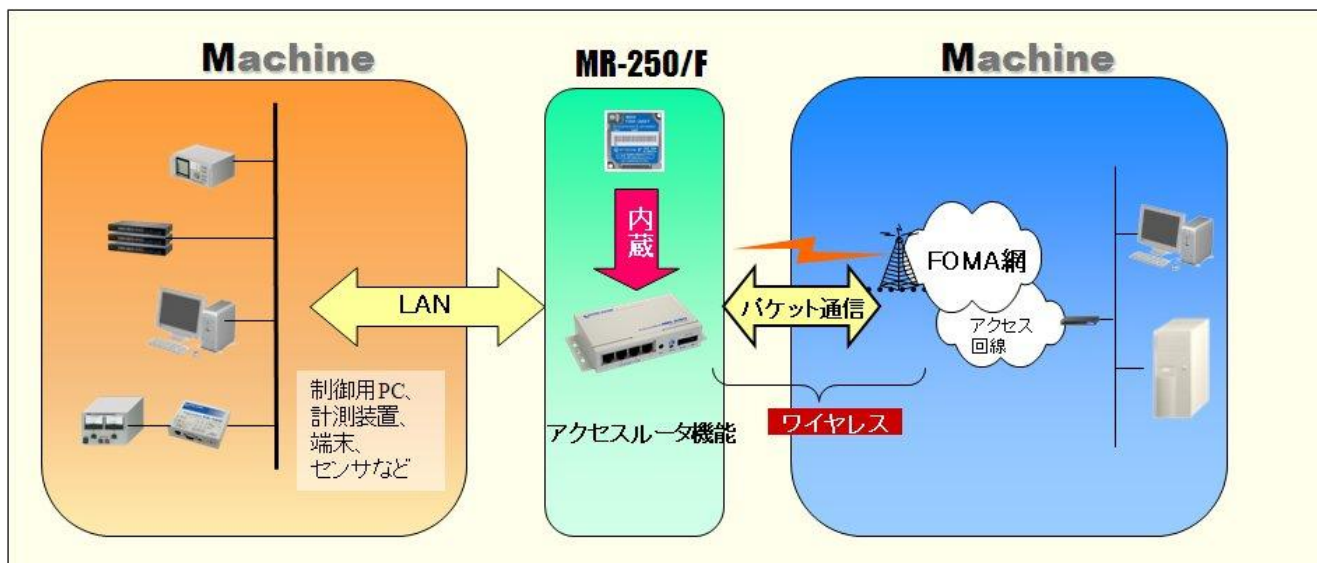 Machine
MR-250/F
Machine
内蔵
LAN
パケット通信
FOMA網
アクセス
回線
制御用PC、
計測装置、
端末、
センサなど
アクセスルータ機能
ワイヤレス